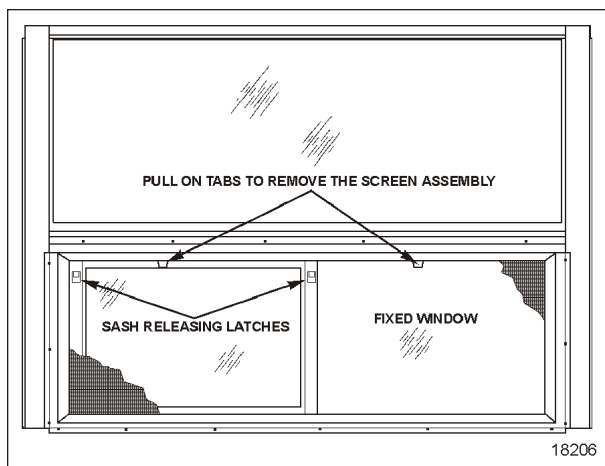 PULL ON TABS TO REMOVE THE SCREEN ASSEMBLY
SASH RELEASING LATCHES
FIXED WINDOW
18206